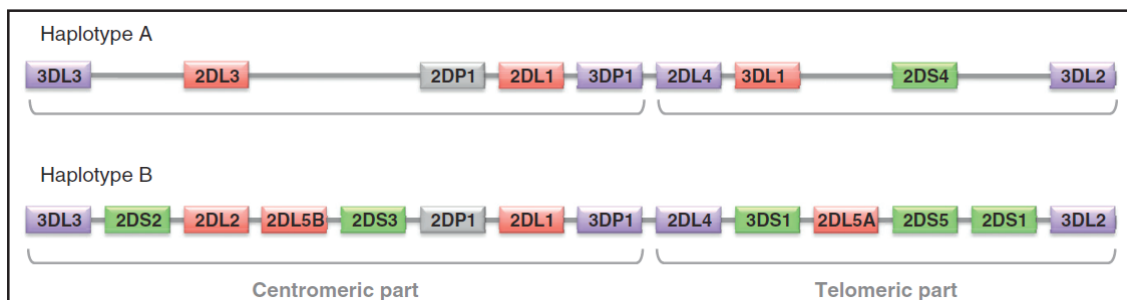 Haplotype A
3DL3 2DL3 2DP1 2DL1 3DP1 2DL4 3DL1 2DS4 3DL2
Haplotype B
3DL3 2DS2 2DL2 2DL5B 2DS3 2DP1 2DL1 3DP1 2DL4 3DS1 2DL5A 2DS5 2DS1 3DL2
Centromeric part Telomeric part